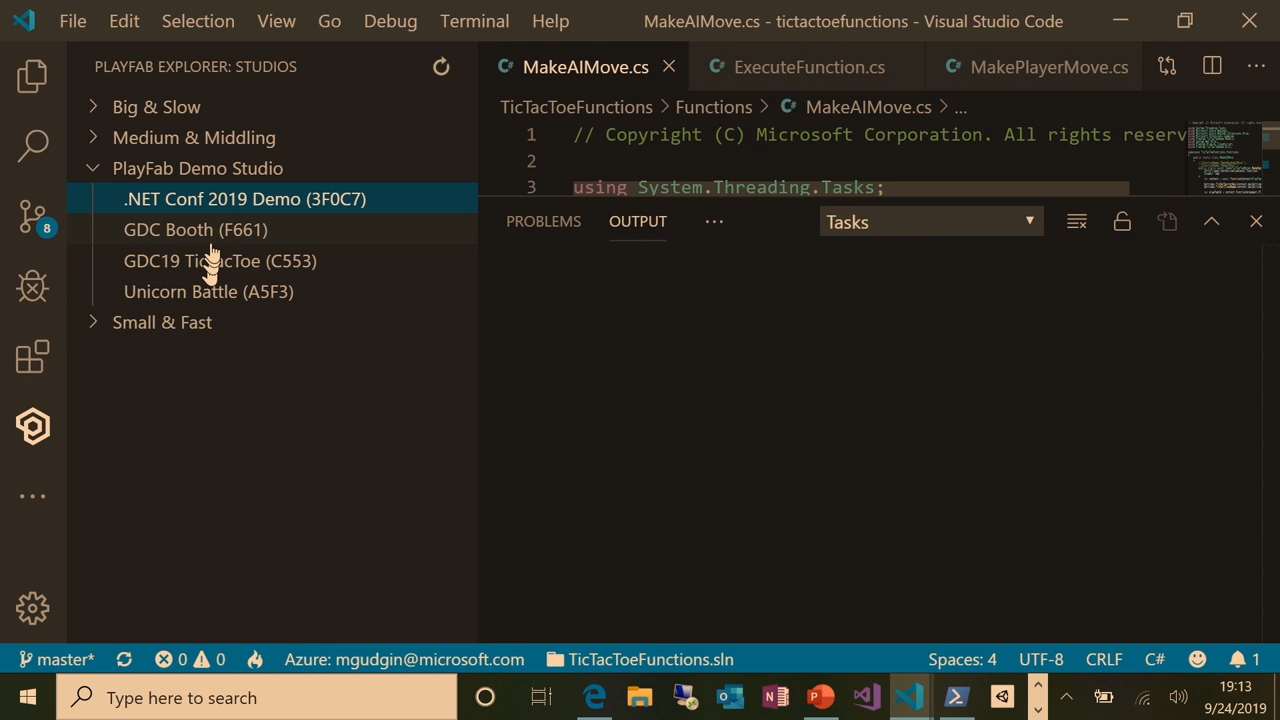 File Edit Selection View Go Debug Terminal Help MakeAIMove.cs - tictactoefunctions - Visual Studio Code
PLAYFAB EXPLORER: STUDIOS
Big & Slow
Medium & Middling
PlayFab Demo Studio
.NET Conf 2019 Demo (3F0C7)
GDC Booth (F661)
GDC19 TicTacToe (C553)
Unicorn Battle (A5F3)
Small & Fast
8
C# MakeAIMove.cs C# ExecuteFunction.cs C# MakePlayerMove.cs
TicTacToeFunctions > Functions > C# MakeAIMove.cs > ...
1 // Copyright (C) Microsoft Corporation. All rights reserv
2
3 using System.Threading.Tasks;
PROBLEMS OUTPUT ... Tasks
master* 0 0 Azure: mgudgin@microsoft.com TicTacToeFunctions.sln Spaces: 4 UTF-8 CRLF C# 1
Type here to search
19:13
9/24/2019